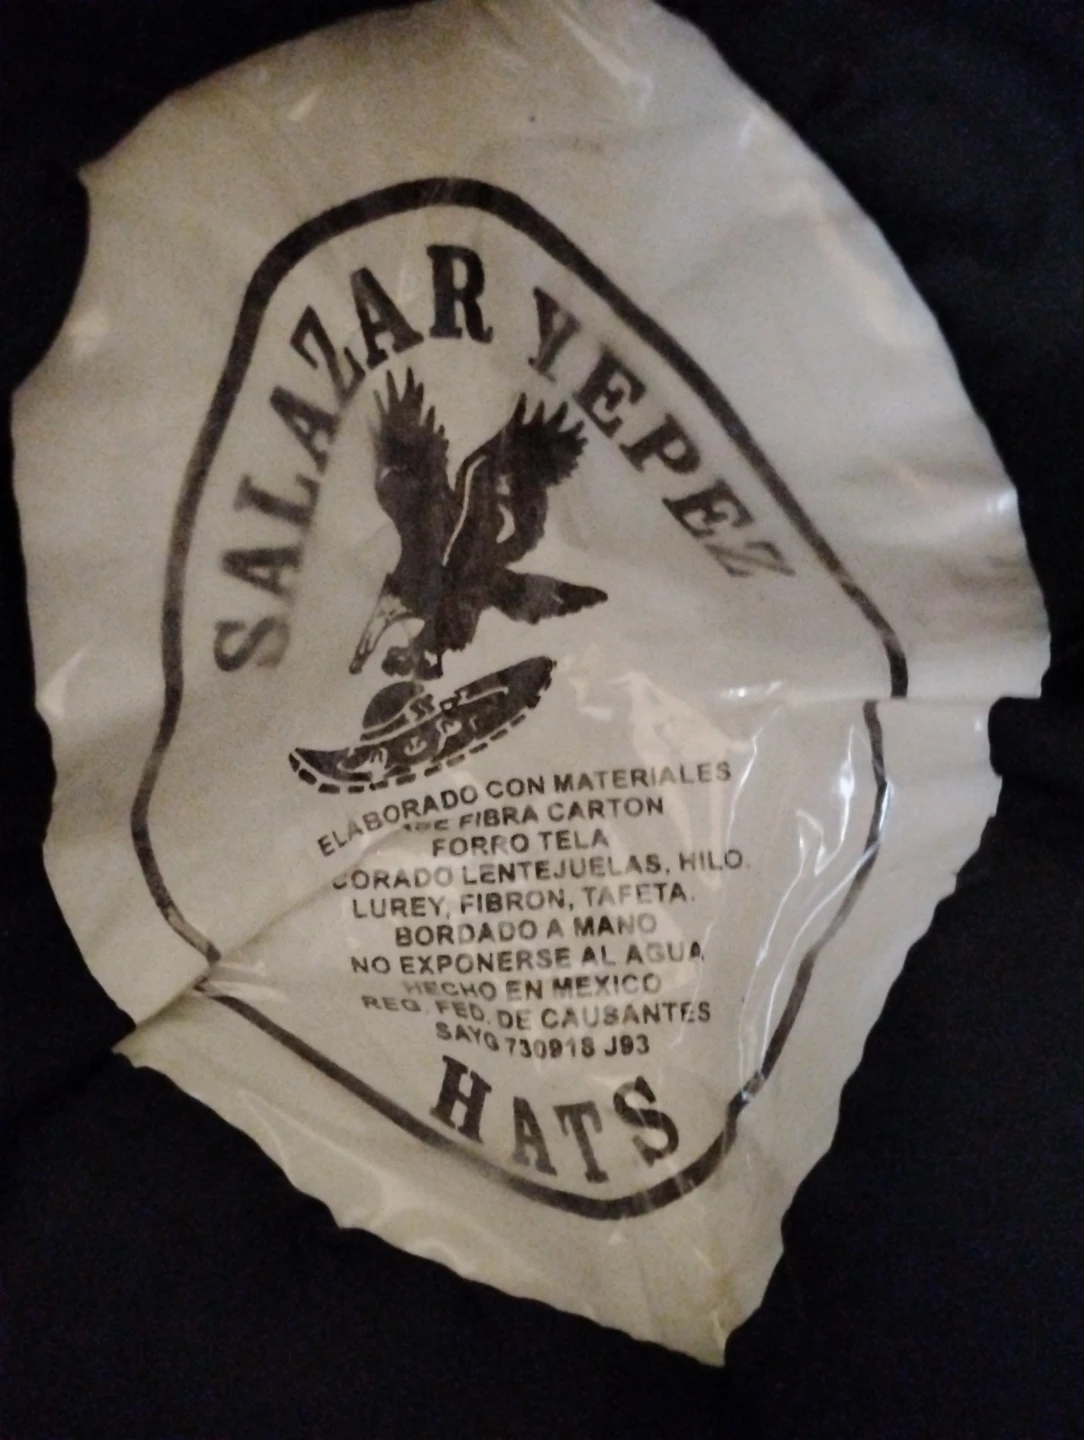 SALAZAR YEPEZ
ELABORADO CON MATERIALES
FIBRA CARTON
FORRO TELA
CORADO LENTEJUELAS, HILO.
LUREY, FIBRON, TAFETA.
BORDADO A MANO
NO EXPONERSE AL AGUA
HECHO EN MEXICO
REG. FED. DE CAUSANTES
SAYG 730918 J93
HATS